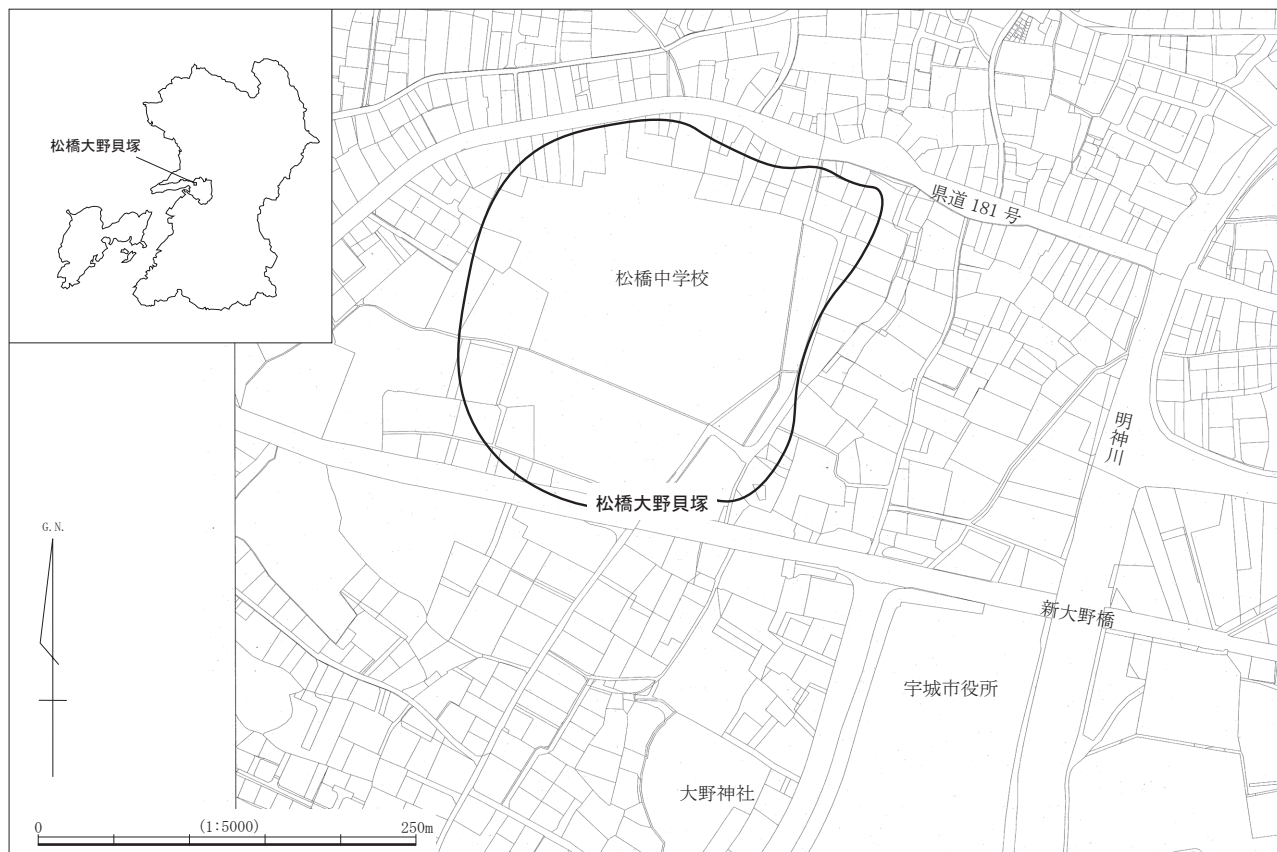 松橋大野貝塚
県道 181 号
松橋中学校
明神川
松橋大野貝塚
G.N.
新大野橋
宇城市役所
大野神社
0 (1:5000) 250m